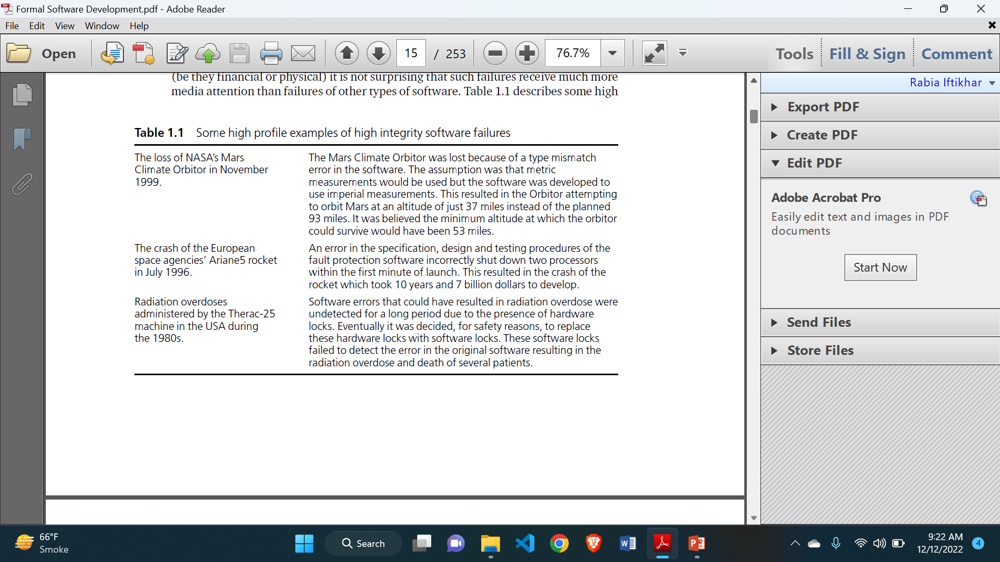 Formal Software Development.pdf - Adobe Reader
File Edit View Window Help
Open 15 / 253 76.7% Tools Fill & Sign Comment
(be they financial or physical) it is not surprising that such failures receive much more
media attention than failures of other types of software. Table 1.1 describes some high
Table 1.1 Some high profile examples of high integrity software failures
The loss of NASA's Mars
Climate Orbitor in November
1999.
The Mars Climate Orbitor was lost because of a type mismatch
error in the software. The assumption was that metric
measurements would be used but the software was developed to
use imperial measurements. This resulted in the Orbitor attempting
to orbit Mars at an altitude of just 37 miles instead of the planned
93 miles. It was believed the minimum altitude at which the orbitor
could survive would have been 53 miles.
The crash of the European
space agencies' Ariane5 rocket
in July 1996.
An error in the specification, design and testing procedures of the
fault protection software incorrectly shut down two processors
within the first minute of launch. This resulted in the crash of the
rocket which took 10 years and 7 billion dollars to develop.
Radiation overdoses
administered by the Therac-25
machine in the USA during
the 1980s.
Software errors that could have resulted in radiation overdose were
undetected for a long period due to the presence of hardware
locks. Eventually it was decided, for safety reasons, to replace
these hardware locks with software locks. These software locks
failed to detect the error in the original software resulting in the
radiation overdose and death of several patients.
Rabia Iftikhar
Export PDF
Create PDF
Edit PDF
Adobe Acrobat Pro
Easily edit text and images in PDF
documents
Start Now
Send Files
Store Files
66°F
Smoke
Search
9:22 AM
12/12/2022
4